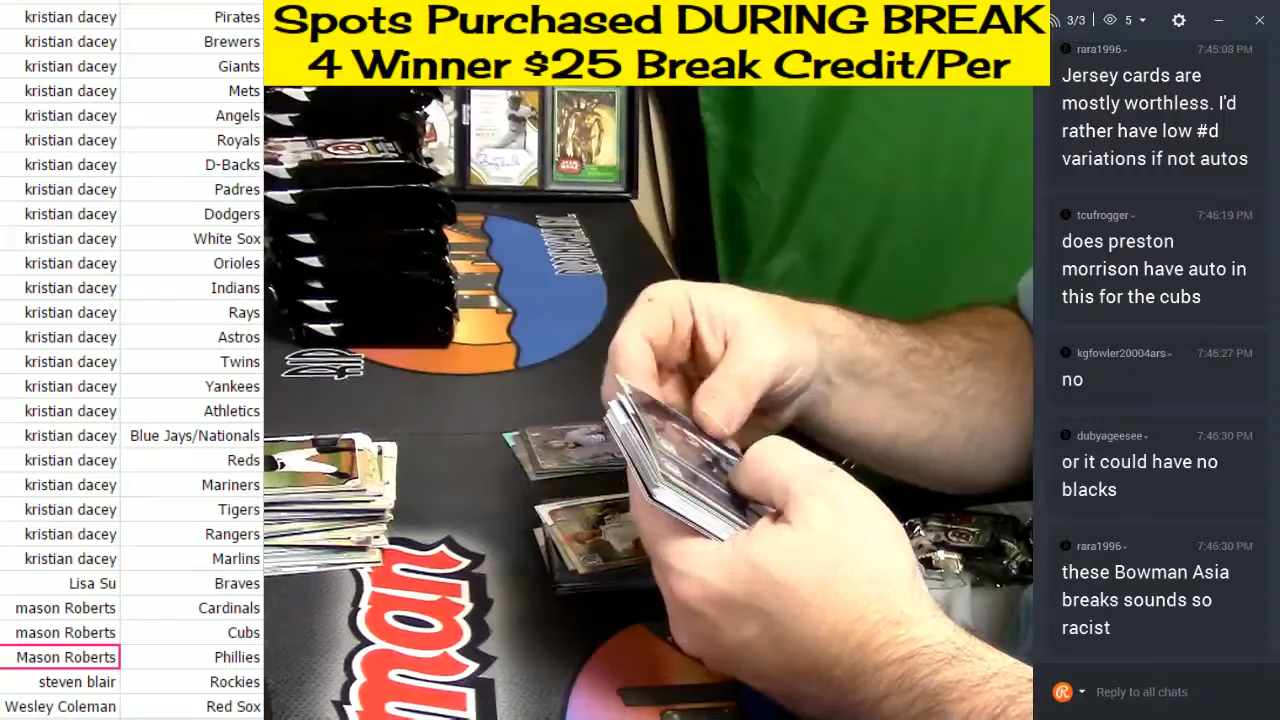 Spots Purchased DURING BREAK
4 Winner $25 Break Credit/Per
kristian dacey Pirates
kristian dacey Brewers
kristian dacey Giants
kristian dacey Mets
kristian dacey Angels
kristian dacey Royals
kristian dacey D-Backs
kristian dacey Padres
kristian dacey Dodgers
kristian dacey White Sox
kristian dacey Orioles
kristian dacey Indians
kristian dacey Rays
kristian dacey Astros
kristian dacey Twins
kristian dacey Yankees
kristian dacey Athletics
kristian dacey Blue Jays/Nationals
kristian dacey Reds
kristian dacey Mariners
kristian dacey Tigers
kristian dacey Rangers
kristian dacey Marlins
Lisa Su Braves
mason Roberts Cardinals
mason Roberts Cubs
Mason Roberts Phillies
steven blair Rockies
Wesley Coleman Red Sox
STAR WARS
RIP
3/3 5
rara1996 7:45:08 PM
Jersey cards are
mostly worthless. I'd
rather have low #d
variations if not autos
tcufrogger 7:46:19 PM
does preston
morrison have auto in
this for the cubs
kgfowler20004ars 7:46:27 PM
no
dubyageesee 7:46:30 PM
or it could have no
blacks
rara1996 7:46:30 PM
these Bowman Asia
breaks sounds so
racist
Reply to all chats